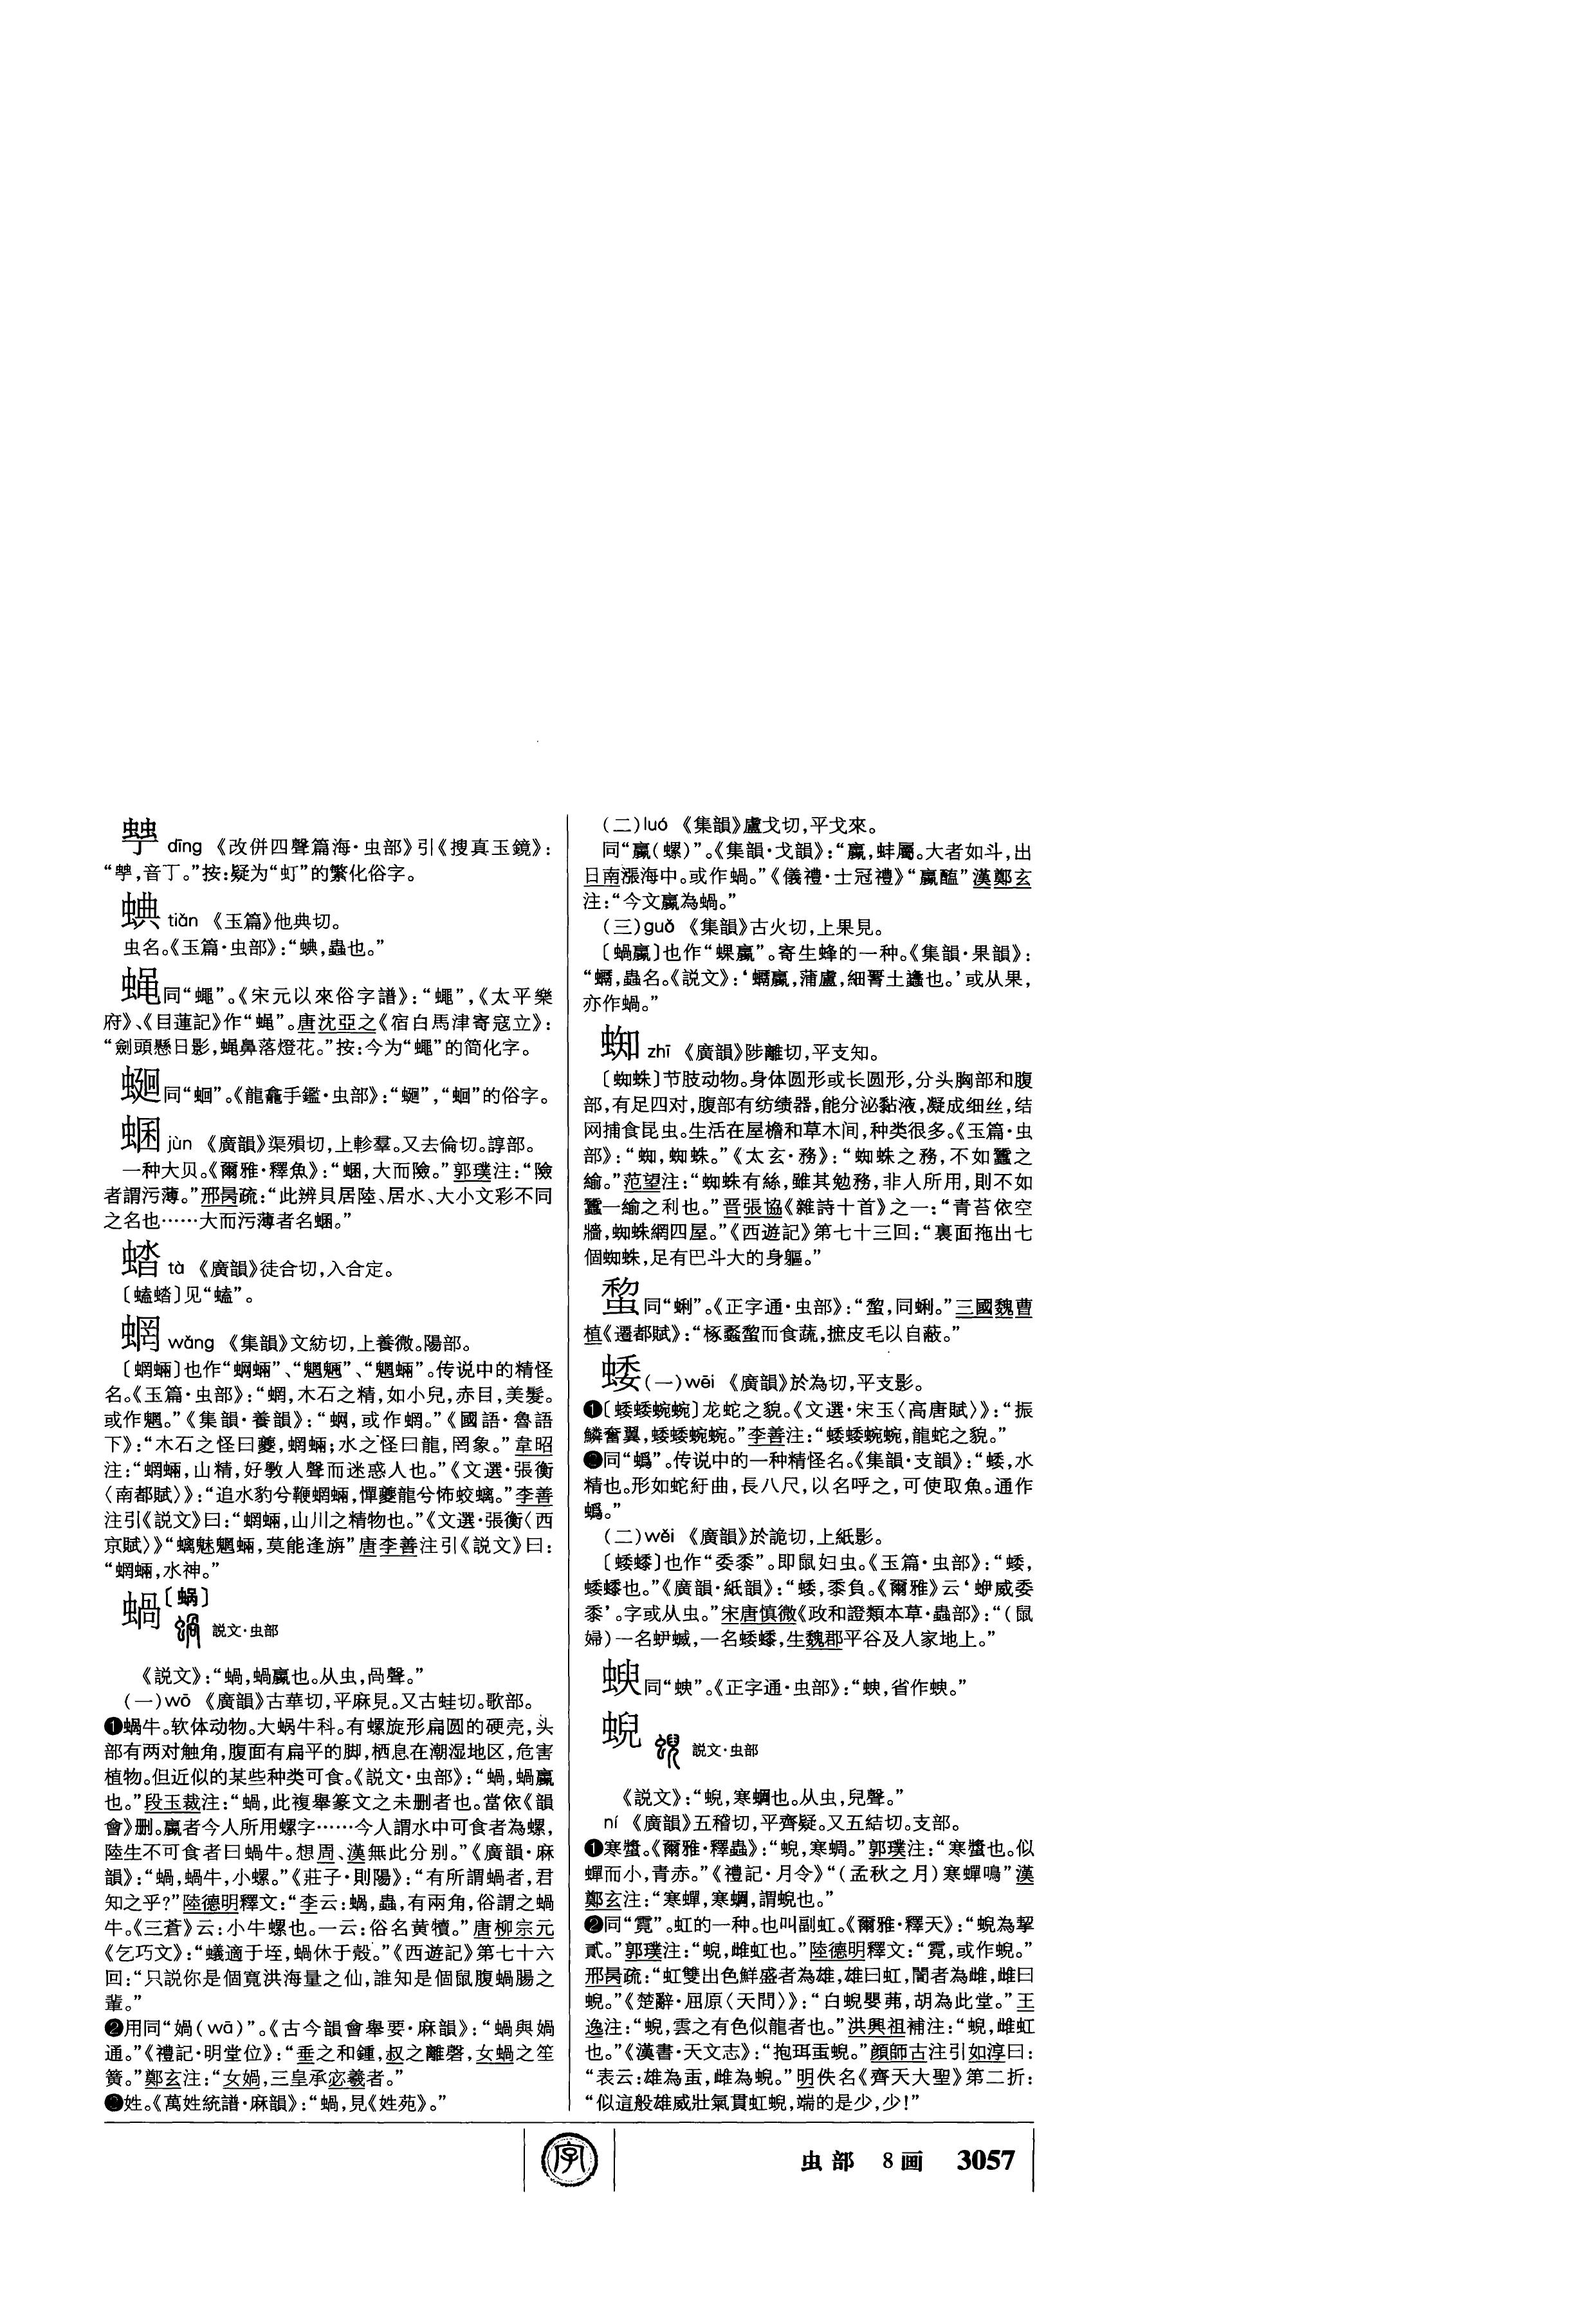 dīng 《改併四聲篇海·虫部》引《搜真玉鏡》：
音丁。”按：疑为“虰”的繁化俗字。
蜔 tiǎn 《玉篇》他典切。
虫名。《玉篇·虫部》：“蜔，蟲也。”
蝇同“蠅”。《宋元以來俗字譜》：“蠅”，《太平樂
府》、《目蓮記》作“蝇”。唐沈亞之《宿白馬津寄寇立》：
“劍頭懸日影，蝇鼻落燈花。”按：今为“蠅”的简化字。
同“蛔”。《龍龕手鑑·虫部》：“蛔”的俗字。
蜠 jùn 《廣韻》渠殞切，上軫羣。又去倫切。諄部。
一种大贝。《爾雅·釋魚》：“蜠，大而險。”郭璞注：“險
者謂污薄。”邢昺疏：“此辨貝居陸、居水、大小文彩不同
之名也……大而污薄者名蜠。”
蜭 tà 《廣韻》徒合切，入合定。
见“螼”。
蝄 wǎng 《集韻》文紡切，上養微。陽部。
〔蝄蜽〕也作“蜩蜽”、“魍魎”、“魍蜽”。传说中的精怪
名。《玉篇·虫部》：“蝄，木石之精，如小兒，赤目，美髮。
或作魍。”《集韻·養韻》：“蛧，或作蝄。”《國語·魯語
下》：“木石之怪曰夔，蝄蜽；水之怪曰龍，罔象。”韋昭
注：“蝄蜽，山精，好斆人聲而迷惑人也。”《文選·張衡
〈南都賦〉》：“追水豹兮鞭蝄蜽，憚夔龍兮怖蛟螭。”李善
注引《説文》曰：“蝄蜽，山川之精物也。”《文選·張衡〈西
京賦〉》“螭魅魍蜽，莫能逢旃”唐李善注引《説文》曰：
“蝄蜽，水神。”
蝸〔蜗〕
説文·虫部
《説文》：“蝸，蝸蠃也。从虫，咼聲。”
（一）wō 《廣韻》古華切，平麻見。又古蛙切。歌部。
❶蝸牛。软体动物。大蜗牛科。有螺旋形扁圆的硬壳，头
部有两对触角，腹面有扁平的脚，栖息在潮湿地区，危害
植物。但近似的某些种类可食。《説文·虫部》：“蝸，蝸蠃
也。”段玉裁注：“蝸，此複舉篆文之未删者也。當依《韻
會》删。蠃者今人所用螺字……今人謂水中可食者為螺，
陸生不可食者曰蝸牛。想周、漢無此分别。”《廣韻·麻
韻》：“蝸，蝸牛，小螺。”《莊子·則陽》：“有所謂蝸者，君
知之乎？”陸德明釋文：“李云：蝸，蟲，有兩角，俗謂之蝸
牛。《三蒼》云：小牛螺也。一云：俗名黄犢。”唐柳宗元
《乞巧文》：“蟻適于垤，蝸休于殼。”《西遊記》第七十六
回：“只説你是個寬洪海量之仙，誰知是個鼠腹蝸腸之
輩。”
❷用同“媧（wā）”。《古今韻會舉要·麻韻》：“蝸與媧
通。”《禮記·明堂位》：“垂之和鍾，叔之離磬，女蝸之笙
簧。”鄭玄注：“女媧，三皇承宓羲者。”
❸姓。《萬姓統譜·麻韻》：“蝸，見《姓苑》。”
（二）luó 《集韻》盧戈切，平戈來。
同“蠃（螺）”。《集韻·戈韻》：“蠃，蚌屬。大者如斗，出
日南漲海中。或作蝸。”《儀禮·士冠禮》“蠃醢”漢鄭玄
注：“今文蠃為蝸。”
（三）guǒ 《集韻》古火切，上果見。
〔蝸蠃〕也作“蜾蠃”。寄生蜂的一种。《集韻·果韻》：
“蠣，蟲名。《説文》：‘蠣蠃，蒲盧，細要土蠭也。’或从果，
亦作蝸。”
蜘 zhī 《廣韻》陟離切，平支知。
〔蜘蛛〕节肢动物。身体圆形或长圆形，分头胸部和腹
部，有足四对，腹部有纺绩器，能分泌黏液，凝成细丝，结
网捕食昆虫。生活在屋檐和草木间，种类很多。《玉篇·虫
部》：“蜘，蜘蛛。”《太玄·務》：“蜘蛛之務，不如蠶之
緰。”范望注：“蜘蛛有絲，雖其勉務，非人所用，則不如
蠶一緰之利也。”晋張協《雜詩十首》之一：“青苔依空
牆，蜘蛛網四屋。”《西遊記》第七十三回：“裏面拖出七
個蜘蛛，足有巴斗大的身軀。”
蟍同“蜊”。《正字通·虫部》：“同蜊。”三國魏曹
植《遷都賦》：“椓蠡而食蔬，摭皮毛以自蔽。”
蜲（一）wēi 《廣韻》於為切，平支影。
❶〔蜲蜲蜿蜿〕龙蛇之貌。《文選·宋玉〈高唐賦〉》：“振
鱗奮翼，蜲蜲蜿蜿。”李善注：“蜲蜲蜿蜿，龍蛇之貌。”
❷同“蟡”。传说中的一种精怪名。《集韻·支韻》：“蜲，水
精也。形如蛇紆曲，長八尺，以名呼之，可使取魚。通作
蟡。”
（二）wěi 《廣韻》於詭切，上紙影。
〔蜲𧐖〕也作“委黍”。即鼠妇虫。《玉篇·虫部》：“蜲，
蜲𧐖也。”《廣韻·紙韻》：“蜲，黍負。《爾雅》云‘蛜威委
黍’。字或从虫。”宋唐慎微《政和證類本草·蟲部》：“（鼠
婦）一名蛜蝛，一名蜲𧐖，生魏郡平谷及人家地上。”
同“蝡”。《正字通·虫部》：“省作”
蜺
説文·虫部
《説文》：“蜺，寒蜩也。从虫，兒聲。”
ní 《廣韻》五稽切，平齊疑。又五結切。支部。
❶寒螿。《爾雅·釋蟲》：“蜺，寒蜩。”郭璞注：“寒螿也。似
蟬而小，青赤。”《禮記·月令》“（孟秋之月）寒蟬鳴”漢
鄭玄注：“寒蟬，寒蜩，謂蜺也。”
❷同“霓”。虹的一种。也叫副虹。《爾雅·釋天》：“蜺為挈
貳。”郭璞注：“蜺，雌虹也。”陸德明釋文：“霓，或作蜺。”
邢昺疏：“虹雙出色鮮盛者為雄，雄曰虹，闇者為雌，雌曰
蜺。”《楚辭·屈原〈天問〉》：“白蜺嬰茀，胡為此堂。”王
逸注：“蜺，雲之有色似龍者也。”洪興祖補注：“蜺，雌虹
也。”《漢書·天文志》：“抱珥䖝蜺。”顔師古注引如淳曰：
“表云：雄為䖝，雌為蜺。”明佚名《齊天大聖》第二折：
“似這般雄威壯氣貫虹蜺，端的是少，少！”
字
虫部 8画 3057